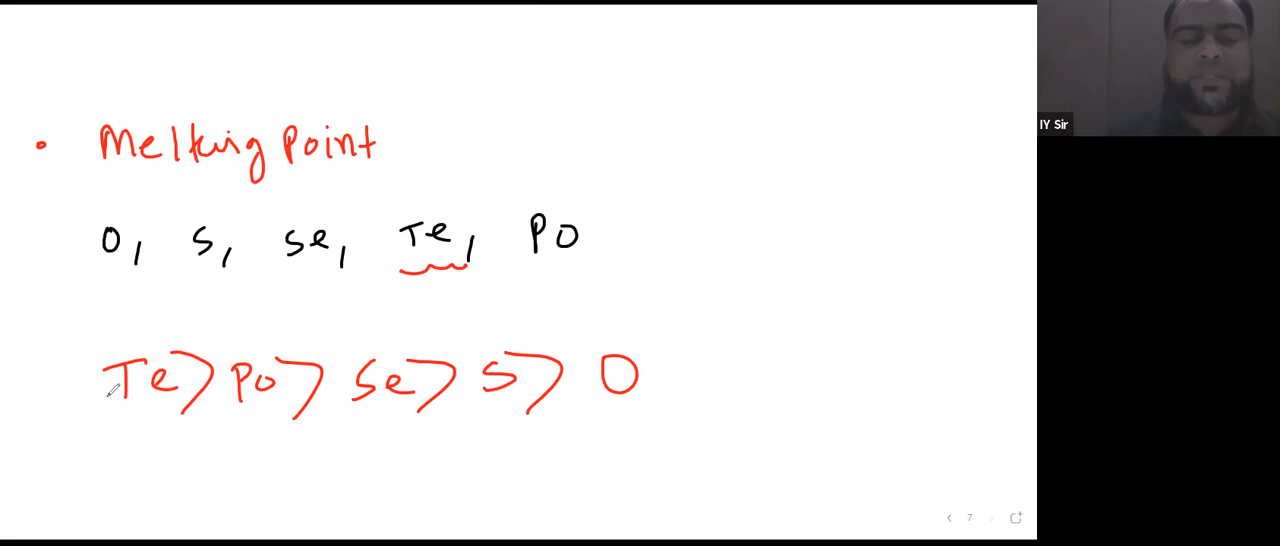 • Melting Point
O, S, Se, Te, Po
Te > Po > Se > S > O
IY Sir
7